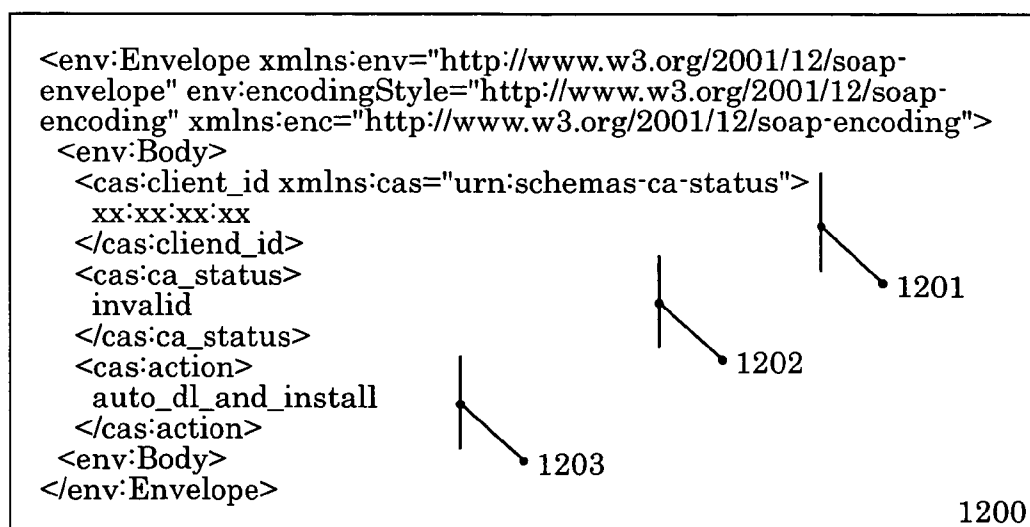 <env:Envelope xmlns:env="http://www.w3.org/2001/12/soap-
envelope" env:encodingStyle="http://www.w3.org/2001/12/soap-
encoding" xmlns:enc="http://www.w3.org/2001/12/soap-encoding">
<env:Body>
<cas:client_id xmlns:cas="urn:schemas-ca-status">
xx:xx:xx:xx
</cas:cliend_id>
1201
<cas:ca_status>
invalid
</cas:ca_status>
1202
<cas:action>
auto_dl_and_install
</cas:action>
1203
<env:Body>
</env:Envelope>
1200